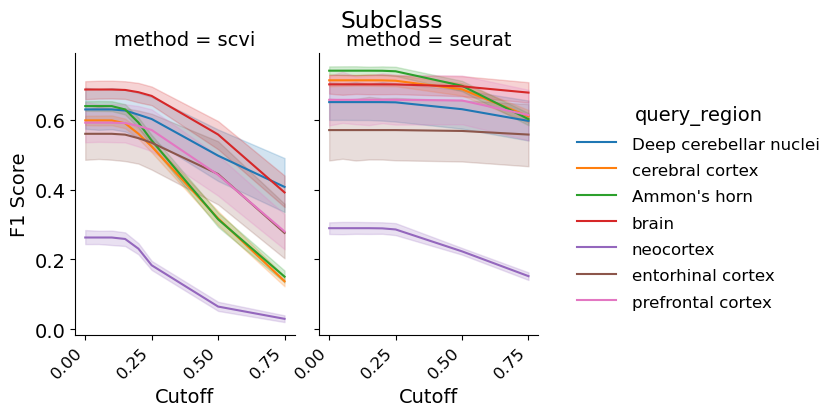 Subclass
method = scvi
method = seurat
F1 Score
0.6
0.4
0.2
0.0
0.00
0.25
0.50
0.75
Cutoff
0.00
0.25
0.50
0.75
Cutoff
query_region
Deep cerebellar nuclei
cerebral cortex
Ammon's horn
brain
neocortex
entorhinal cortex
prefrontal cortex